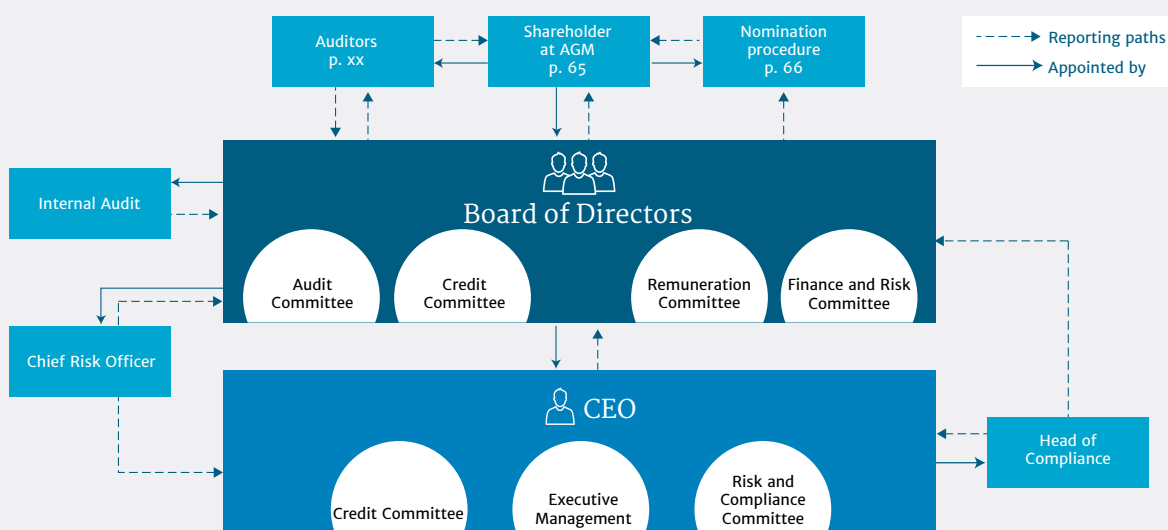 Auditors
p. xx
Shareholder
at AGM
p. 65
Nomination
procedure
p. 66
Reporting paths
Appointed by
Internal Audit
Board of Directors
Audit
Committee
Credit
Committee
Remuneration
Committee
Finance and Risk
Committee
Chief Risk Officer
CEO
Head of
Compliance
Credit Committee
Executive
Management
Risk and
Compliance
Committee